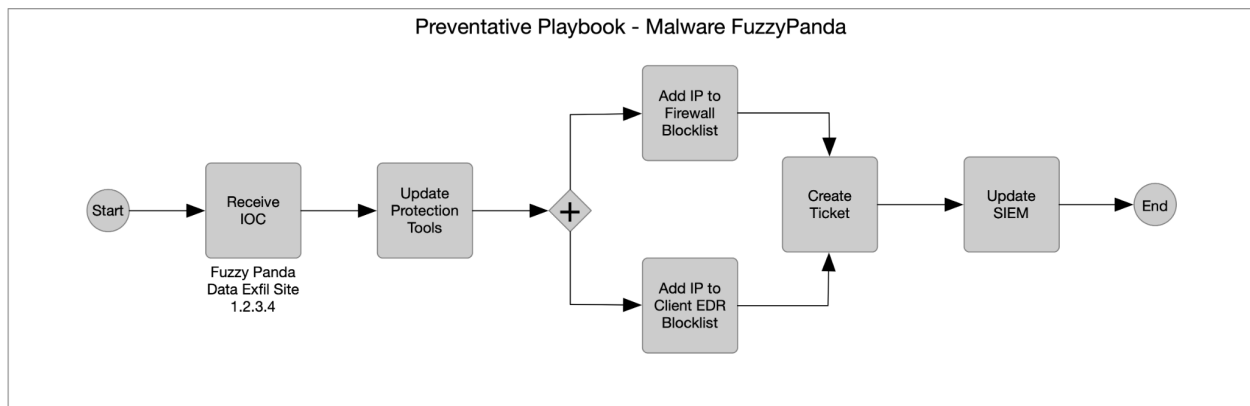 Preventative Playbook - Malware FuzzyPanda
Start
Receive
IOC
Fuzzy Panda
Data Exfil Site
1.2.3.4
Update
Protection
Tools
+
Add IP to
Firewall
Blocklist
Add IP to
Client EDR
Blocklist
Create
Ticket
Update
SIEM
End